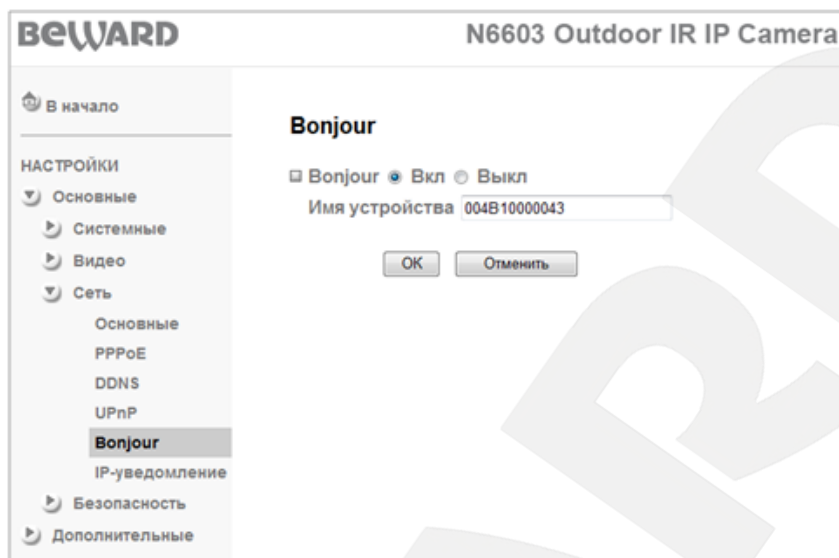 BEWARD
N6603 Outdoor IR IP Camera
В начало
НАСТРОЙКИ
Основные
Системные
Видео
Сеть
Основные
PPPoE
DDNS
UPnP
Bonjour
IP-уведомление
Безопасность
Дополнительные
Bonjour
Bonjour Вкл Выкл
Имя устройства 004B10000043
OK Отменить